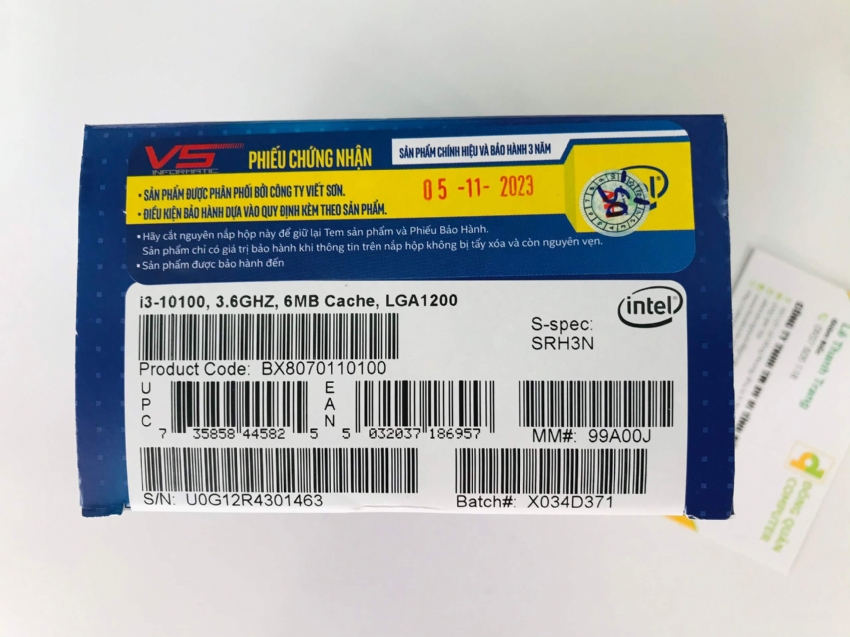 VS
INFORMATIC
PHIẾU CHỨNG NHẬN
SẢN PHẨM CHÍNH HIỆU VÀ BẢO HÀNH 3 NĂM
• SẢN PHẨM ĐƯỢC PHÂN PHỐI BỞI CÔNG TY VIẾT SƠN.
• ĐIỀU KIỆN BẢO HÀNH DỰA VÀO QUY ĐỊNH KÈM THEO SẢN PHẨM.
05 -11- 2023
• Hãy cắt nguyên nắp hộp này để giữ lại Tem sản phẩm và Phiếu Bảo Hành.
Sản phẩm chỉ có giá trị bảo hành khi thông tin trên nắp hộp không bị tẩy xóa và còn nguyên vẹn.
• Sản phẩm được bảo hành đến
i3-10100, 3.6GHZ, 6MB Cache, LGA1200
intel
S-spec:
SRH3N
Product Code: BX8070110100
UPC
7 35858 44582 5
EAN
5 032037 186957
MM#: 99A00J
S/N: U0G12R4301463
Batch#: X034D371
Lê Thanh Trang
ĐÔNG QUÂN
COMPUTER